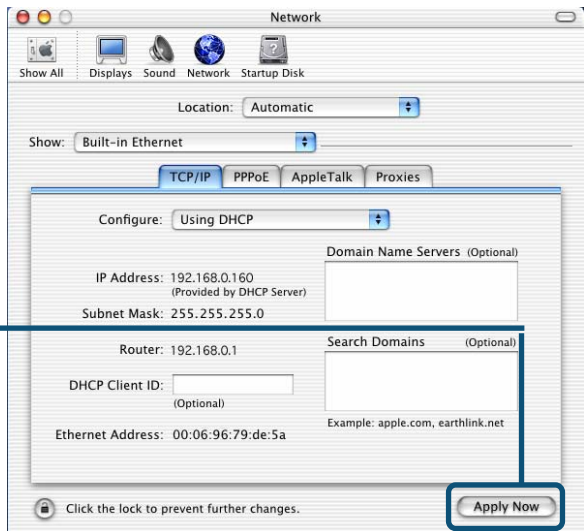 Network
Show All
Displays
Sound
Network
Startup Disk
Location: Automatic
Show: Built-in Ethernet
TCP/IP
PPPoE
AppleTalk
Proxies
Configure: Using DHCP
Domain Name Servers (Optional)
IP Address: 192.168.0.160
(Provided by DHCP Server)
Subnet Mask: 255.255.255.0
Router: 192.168.0.1
Search Domains (Optional)
DHCP Client ID:
(Optional)
Example: apple.com, earthlink.net
Ethernet Address: 00:06:96:79:de:5a
Click the lock to prevent further changes.
Apply Now